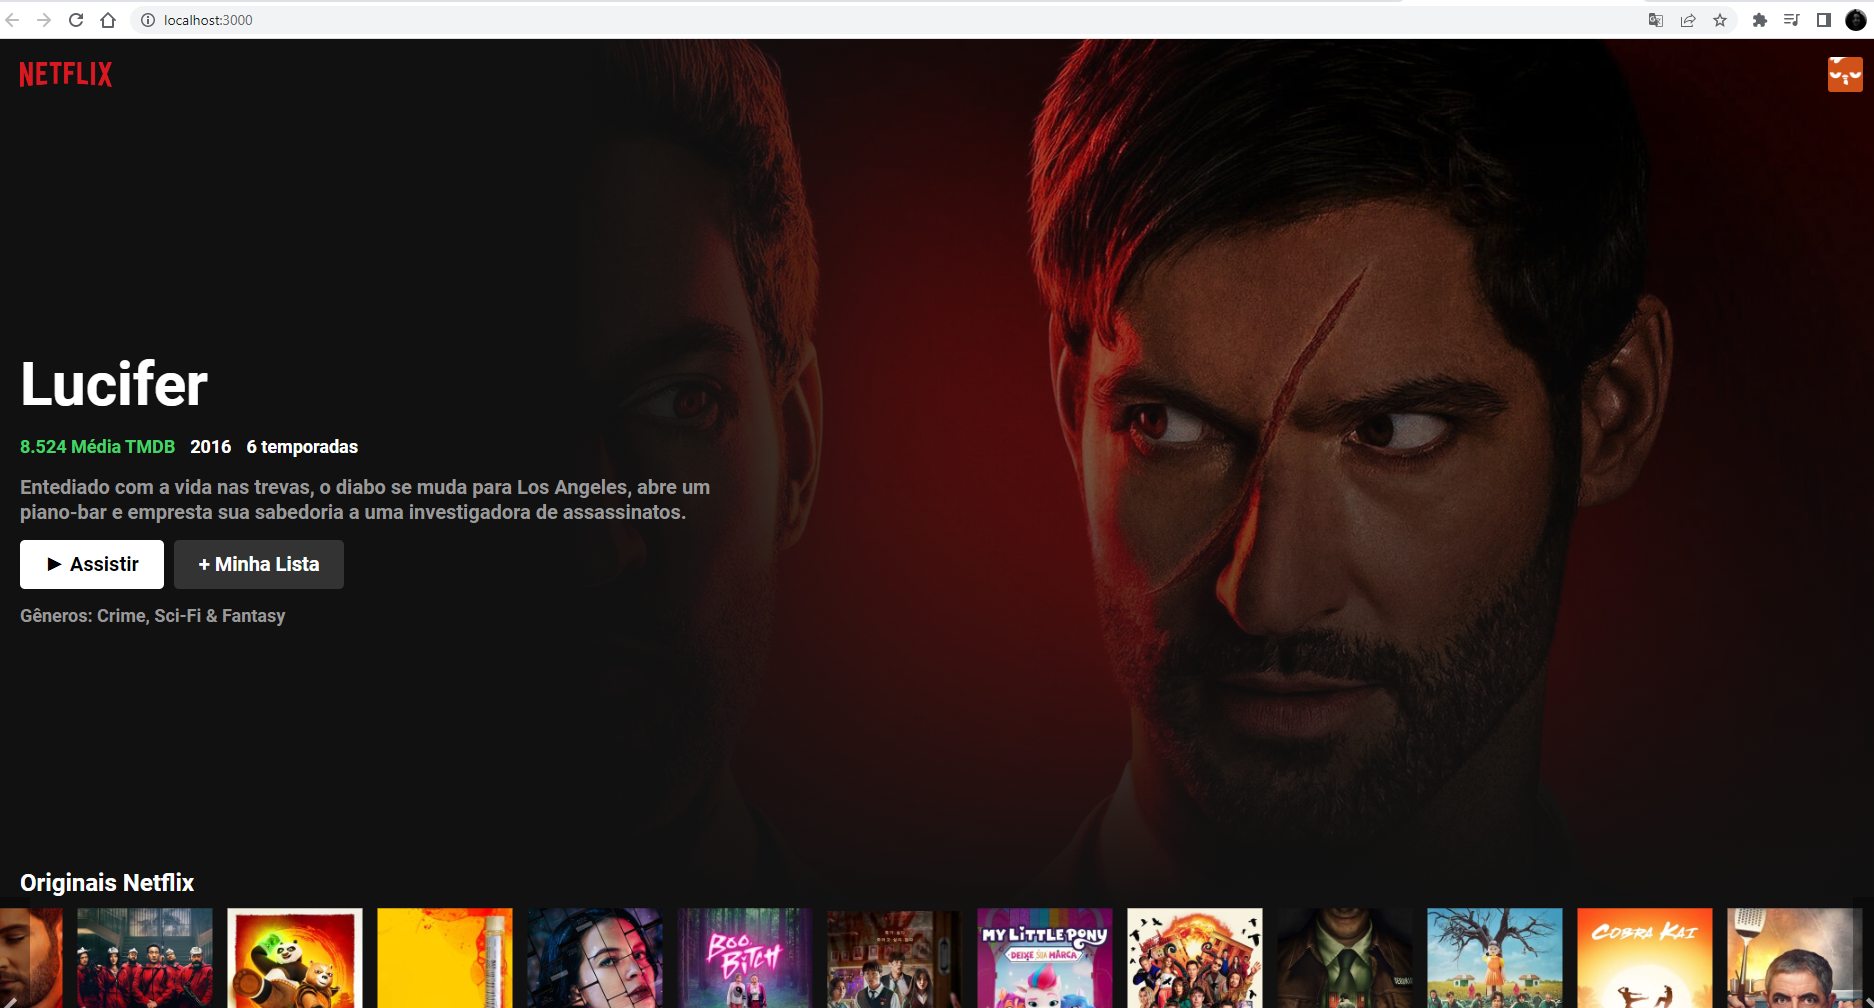 localhost:3000
NETFLIX
Lucifer
8.524 Média TMDB 2016 6 temporadas
Entediado com a vida nas trevas, o diabo se muda para Los Angeles, abre um
piano-bar e empresta sua sabedoria a uma investigadora de assassinatos.
► Assistir
+ Minha Lista
Gêneros: Crime, Sci-Fi & Fantasy
Originais Netflix
BOO, BITCH
MY LITTLE PONY
DEIXE SUA MARCA
COBRA KAI